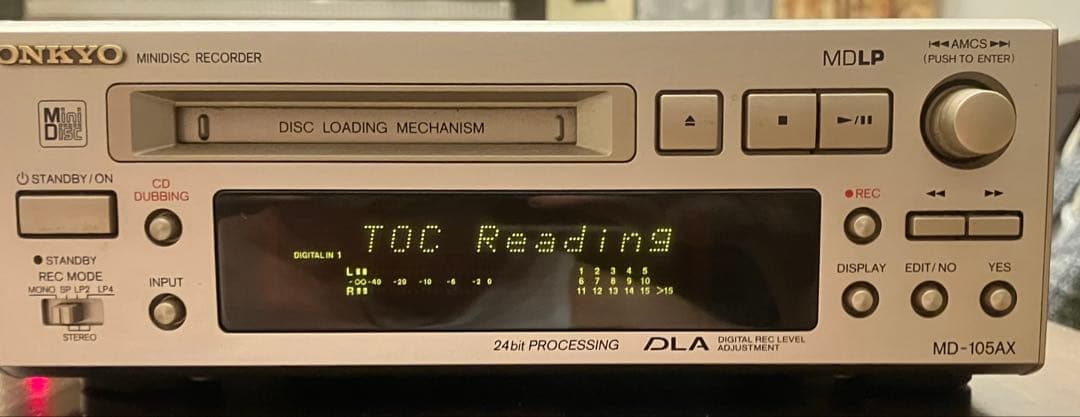 ONKYO MINIDISC RECORDER
MDLP
AMCS
(PUSH TO ENTER)
Mini
Disc
DISC LOADING MECHANISM
STANDBY/ON
CD
DUBBING
REC
STANDBY
REC MODE
MONO SP LP2 LP4
STEREO
INPUT
TOC Reading
DIGITAL IN 1
L
-∞-40 -20 -10 -6 -2 0
R
1 2 3 4 5
6 7 8 9 10
11 12 13 14 15 >15
DISPLAY EDIT/NO YES
24bit PROCESSING
DLA DIGITAL REC LEVEL
ADJUSTMENT
MD-105AX